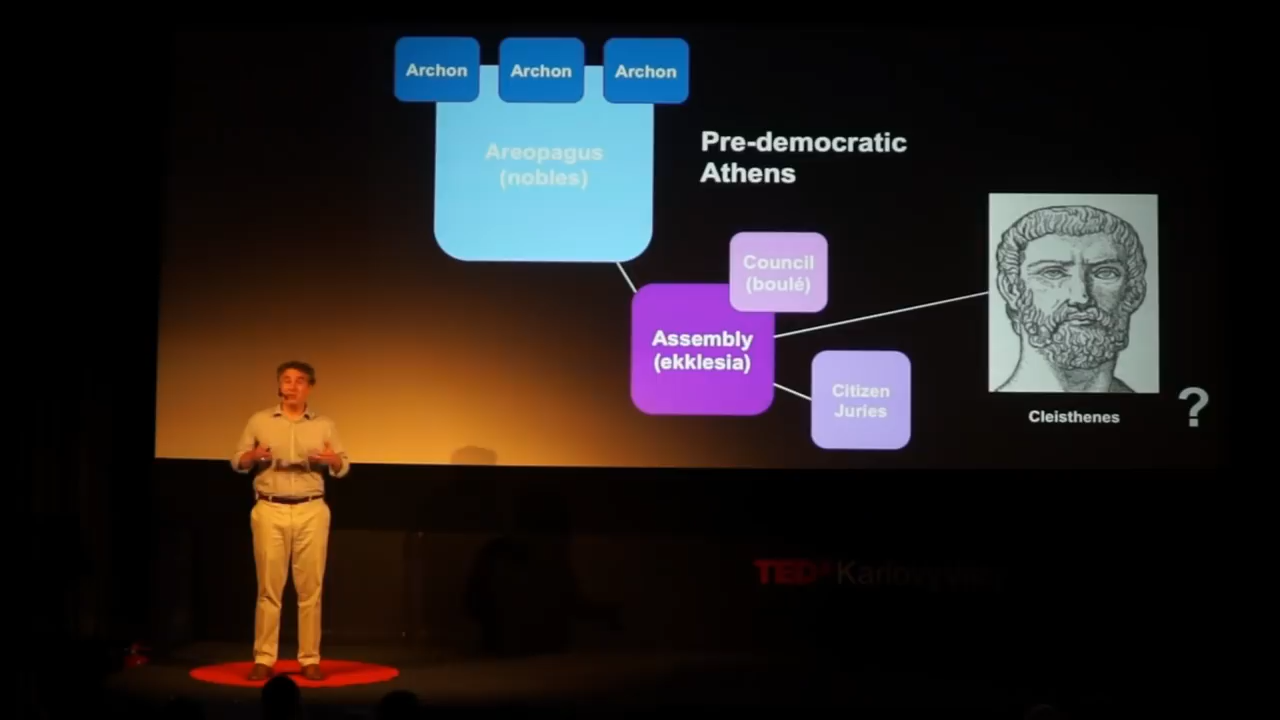 Archon
Archon
Archon
Areopagus
(nobles)
Pre-democratic
Athens
Council
(boulé)
Assembly
(ekklesia)
Citizen
Juries
Cleisthenes
?
TEDx